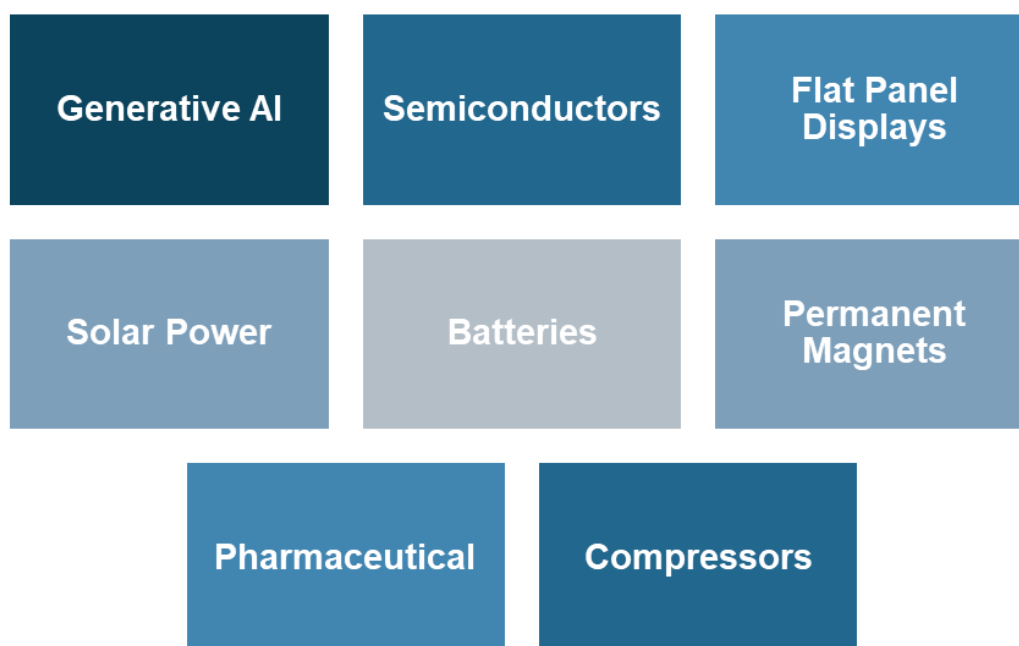 Generative AI
Semiconductors
Flat Panel
Displays
Solar Power
Batteries
Permanent
Magnets
Pharmaceutical
Compressors